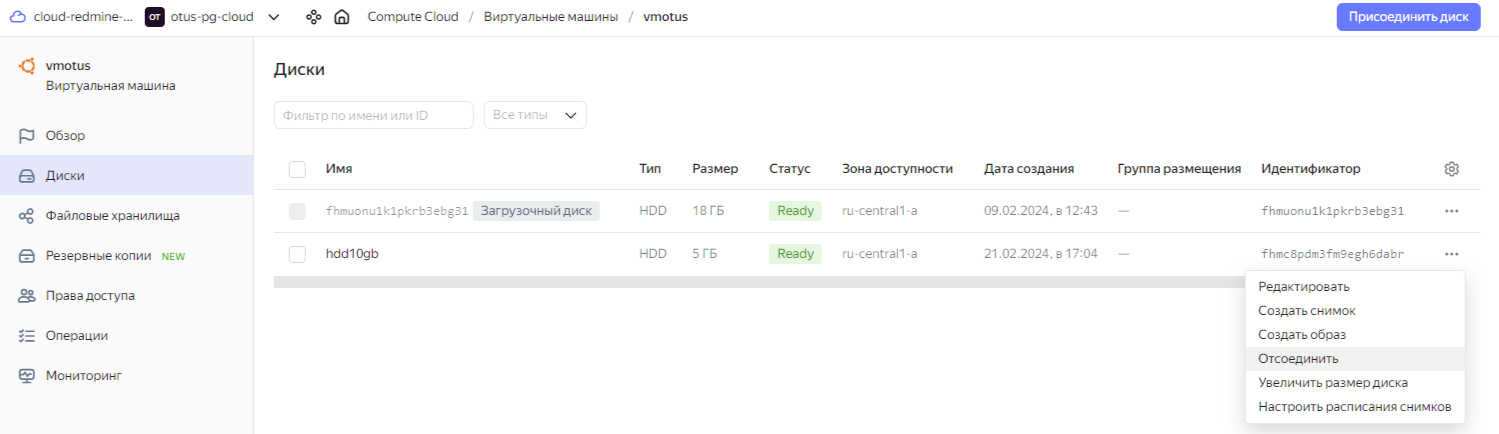 cloud-redmine-... OT otus-pg-cloud Compute Cloud / Виртуальные машины / vmotus Присоединить диск
vmotus
Виртуальная машина
Обзор
Диски
Файловые хранилища
Резервные копии NEW
Права доступа
Операции
Мониторинг
Диски
Фильтр по имени или ID Все типы
Имя Тип Размер Статус Зона доступности Дата создания Группа размещения Идентификатор
fhmuonu1k1pkrb3ebg31 Загрузочный диск HDD 18 ГБ Ready ru-central1-a 09.02.2024, в 12:43 — fhmuonu1k1pkrb3ebg31 ...
hdd10gb HDD 5 ГБ Ready ru-central1-a 21.02.2024, в 17:04 — fhmc8pdm3fm9egh6dabr ...
Редактировать
Создать снимок
Создать образ
Отсоединить
Увеличить размер диска
Настроить расписания снимков